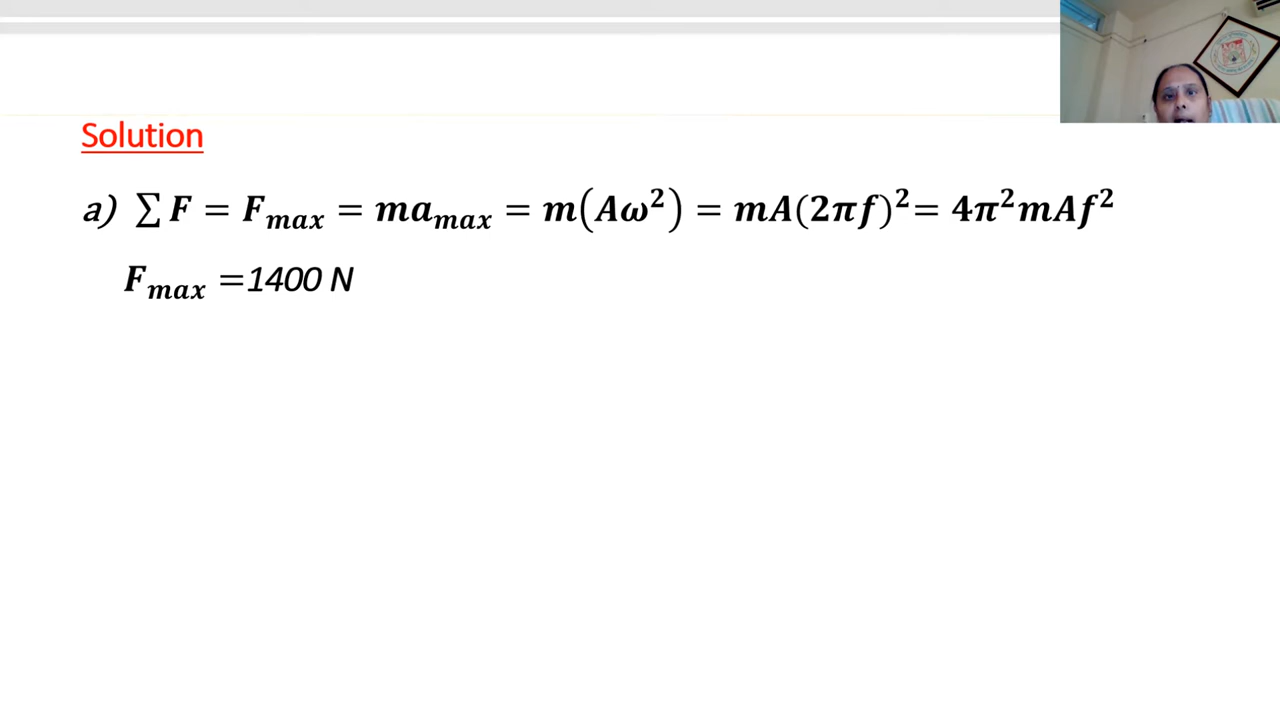 Solution
a) ∑ F = F_max = ma_max = m(Aω²) = mA(2πf)²= 4π²mAf²
F_max =1400 N